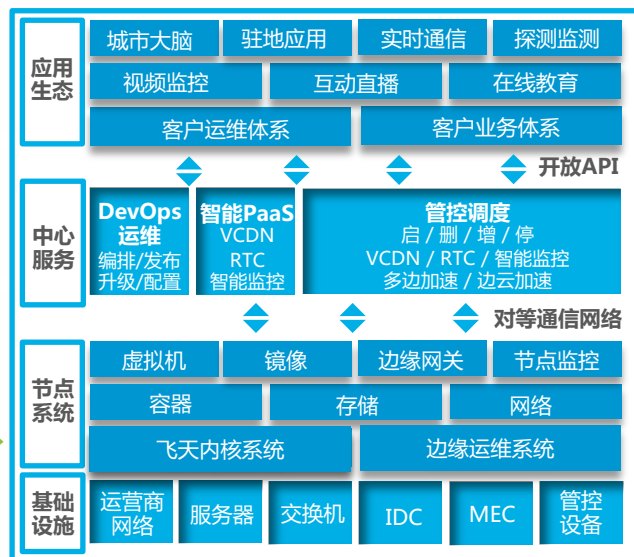 应用
生态
城市大脑
驻地应用
实时通信
探测监测
视频监控
互动直播
在线教育
客户运维体系
客户业务体系
开放API
中心
服务
DevOps
运维
编排/发布
升级/配置
智能PaaS
VCDN
RTC
智能监控
管控调度
启 / 删 / 增 / 停
VCDN / RTC / 智能监控
多边加速 / 边云加速
对等通信网络
节点
系统
虚拟机
镜像
边缘网关
节点监控
容器
存储
网络
飞天内核系统
边缘运维系统
基础
设施
运营商
网络
服务器
交换机
IDC
MEC
管控
设备